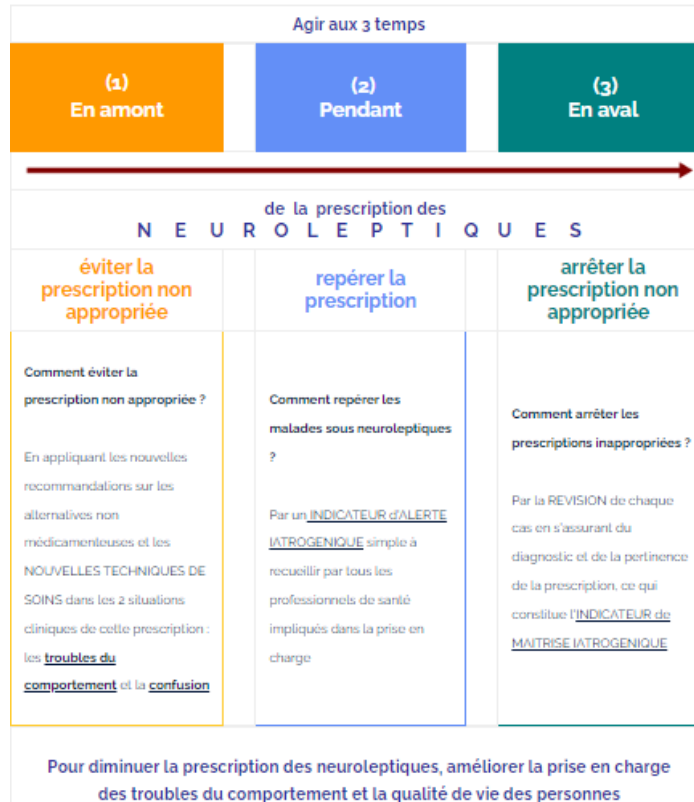 Agir aux 3 temps
(1)
En amont
(2)
Pendant
(3)
En aval
de la prescription des
N E U R O L E P T I Q U E S
éviter la
prescription non
appropriée
repérer la
prescription
arrêter la
prescription non
appropriée
Comment éviter la
prescription non appropriée ?
En appliquant les nouvelles
recommandations sur les
alternatives non
médicamenteuses et les
NOUVELLES TECHNIQUES DE
SOINS dans les 2 situations
cliniques de cette prescription :
les troubles du
comportement et la confusion
Comment repérer les
malades sous neuroleptiques
?
Par un INDICATEUR d'ALERTE
IATROGENIQUE simple à
recueillir par tous les
professionnels de santé
impliqués dans la prise en
charge
Comment arrêter les
prescriptions inappropriées ?
Par la REVISION de chaque
cas en s'assurant du
diagnostic et de la pertinence
de la prescription, ce qui
constitue l'INDICATEUR de
MAITRISE IATROGENIQUE
Pour diminuer la prescription des neuroleptiques, améliorer la prise en charge
des troubles du comportement et la qualité de vie des personnes